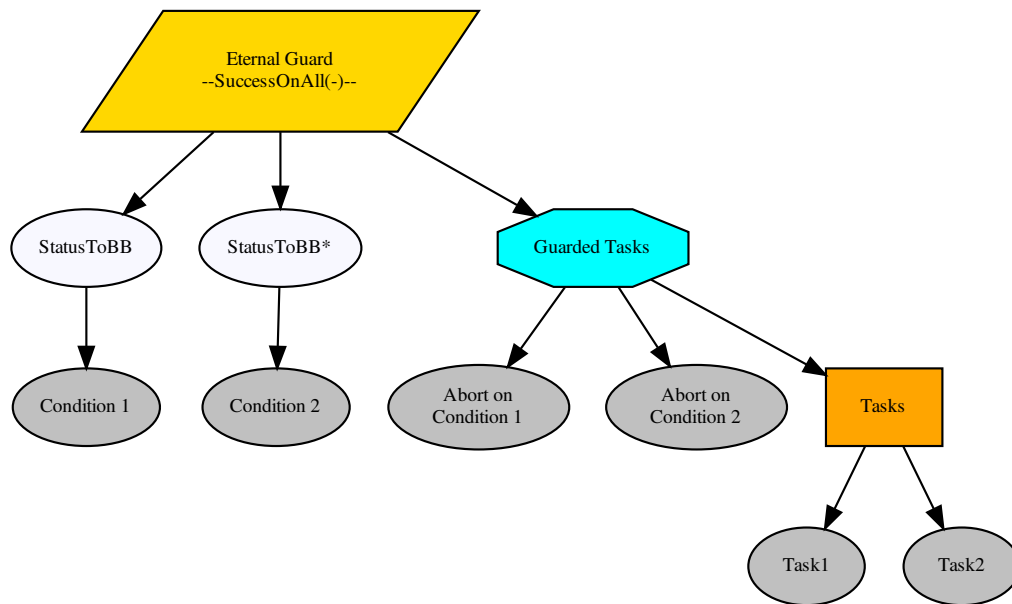 Eternal Guard
--SuccessOnAll(-)--
StatusToBB
StatusToBB*
Guarded Tasks
Condition 1
Condition 2
Abort on
Condition 1
Abort on
Condition 2
Tasks
Task1
Task2